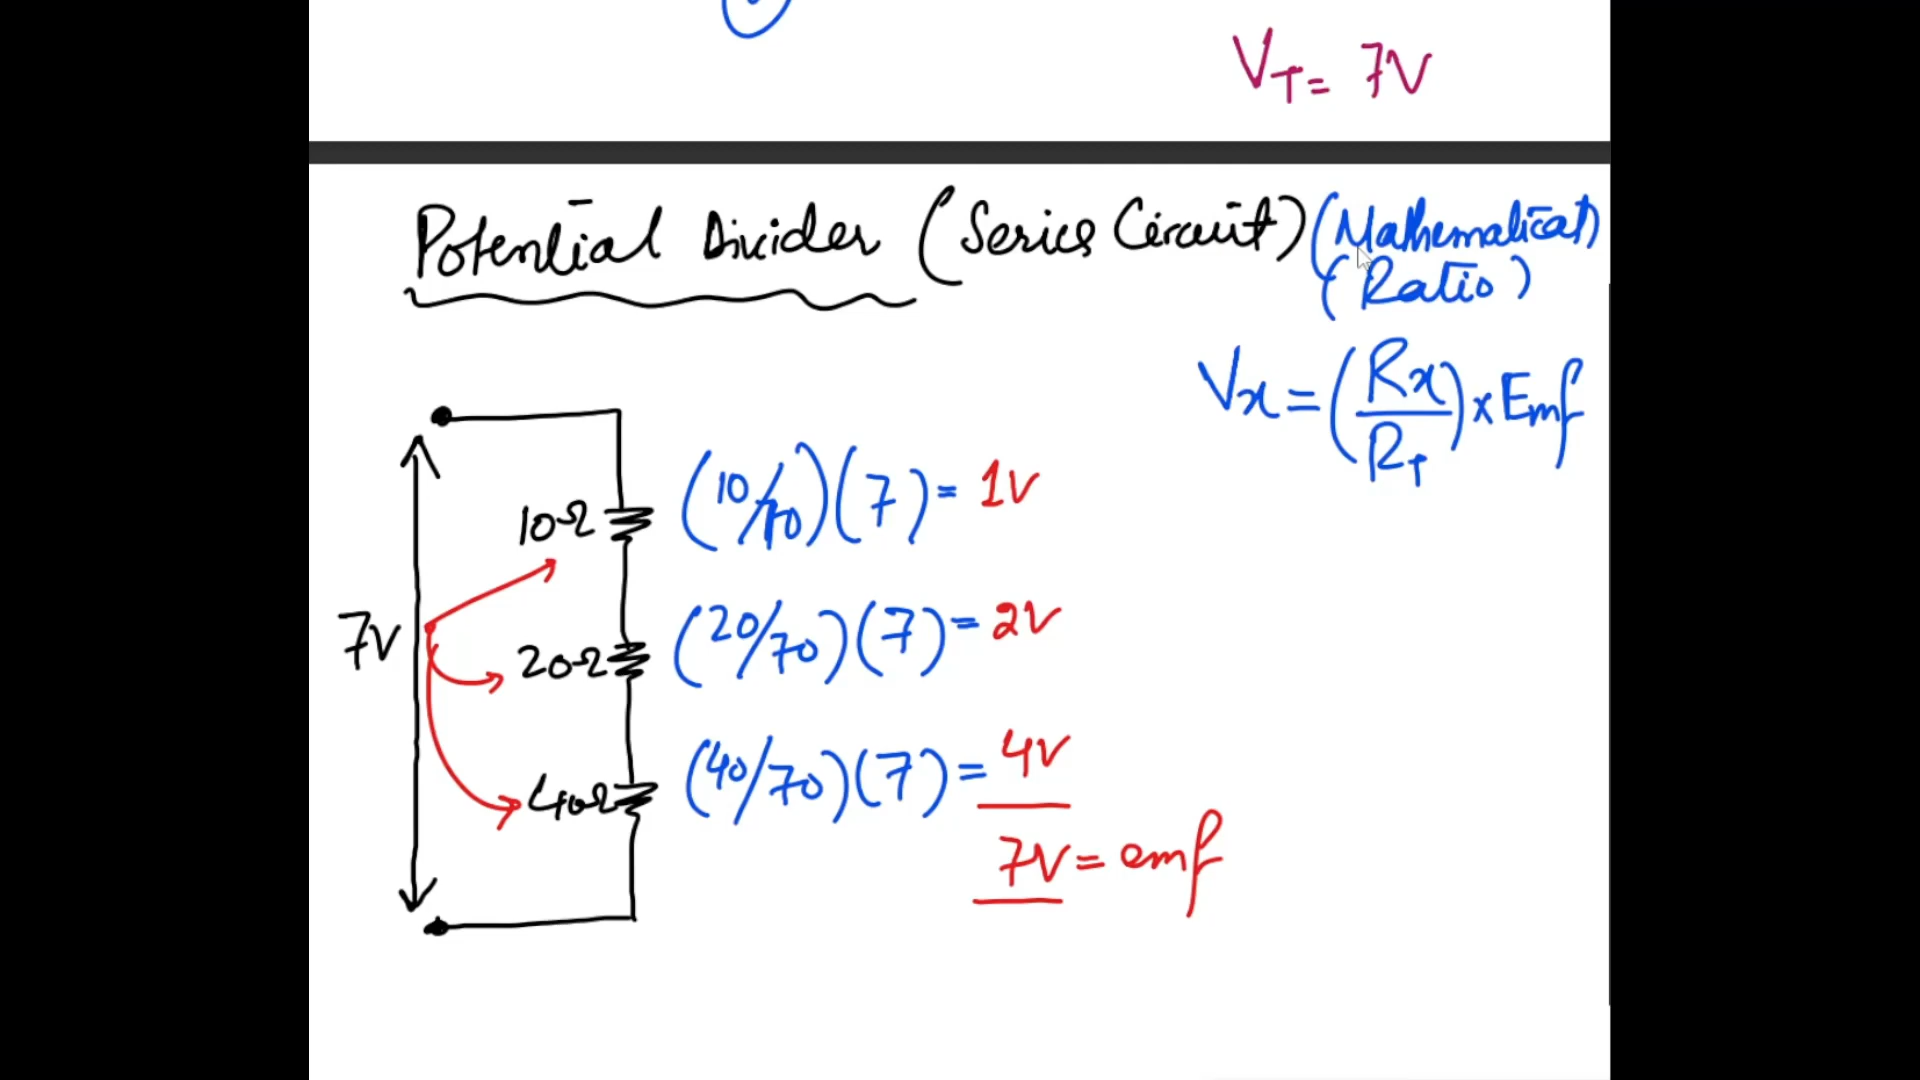 VT = 7V
Potential Divider (Series Circuit) (Mathematical)
(Ratio)
Vx = (Rx/RT) × Emf
10Ω (10/70)(7) = 1V
7V
20Ω (20/70)(7) = 2V
40Ω (40/70)(7) = 4V
7V = emf